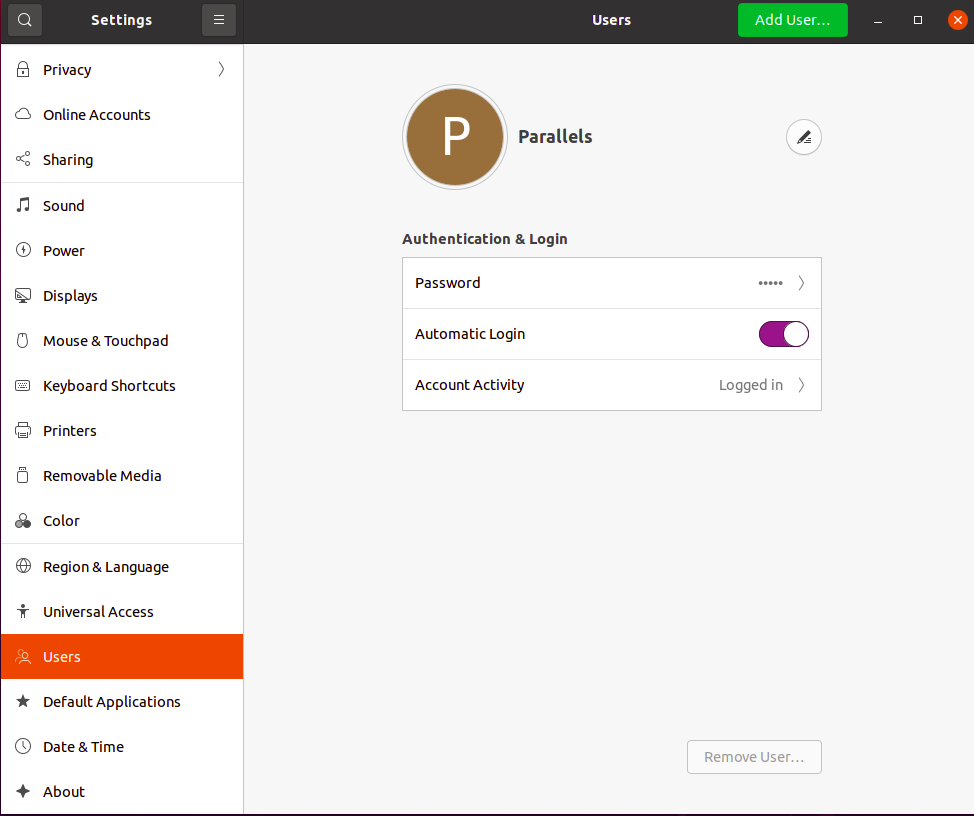 Settings
Users
Add User…
Privacy
Online Accounts
Sharing
Sound
Power
Displays
Mouse & Touchpad
Keyboard Shortcuts
Printers
Removable Media
Color
Region & Language
Universal Access
Users
Default Applications
Date & Time
About
P
Parallels
Authentication & Login
Password •••••
Automatic Login
Account Activity Logged in
Remove User…